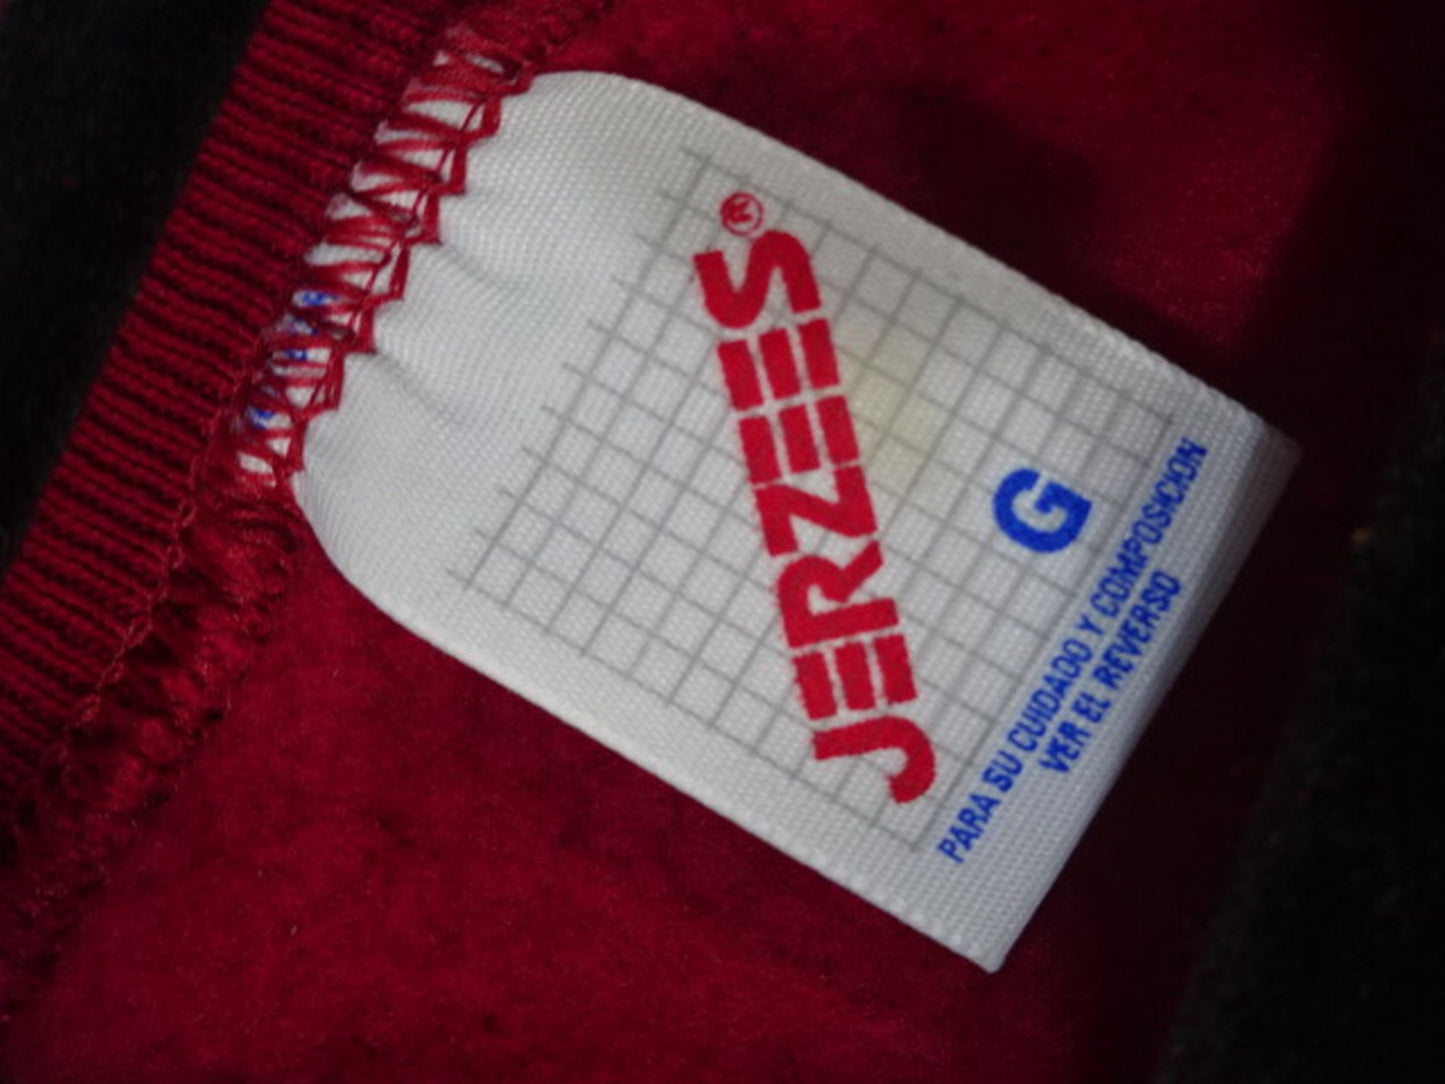 JERZEES®
G
PARA SU CUIDADO Y COMPOSICION
VER EL REVERSO